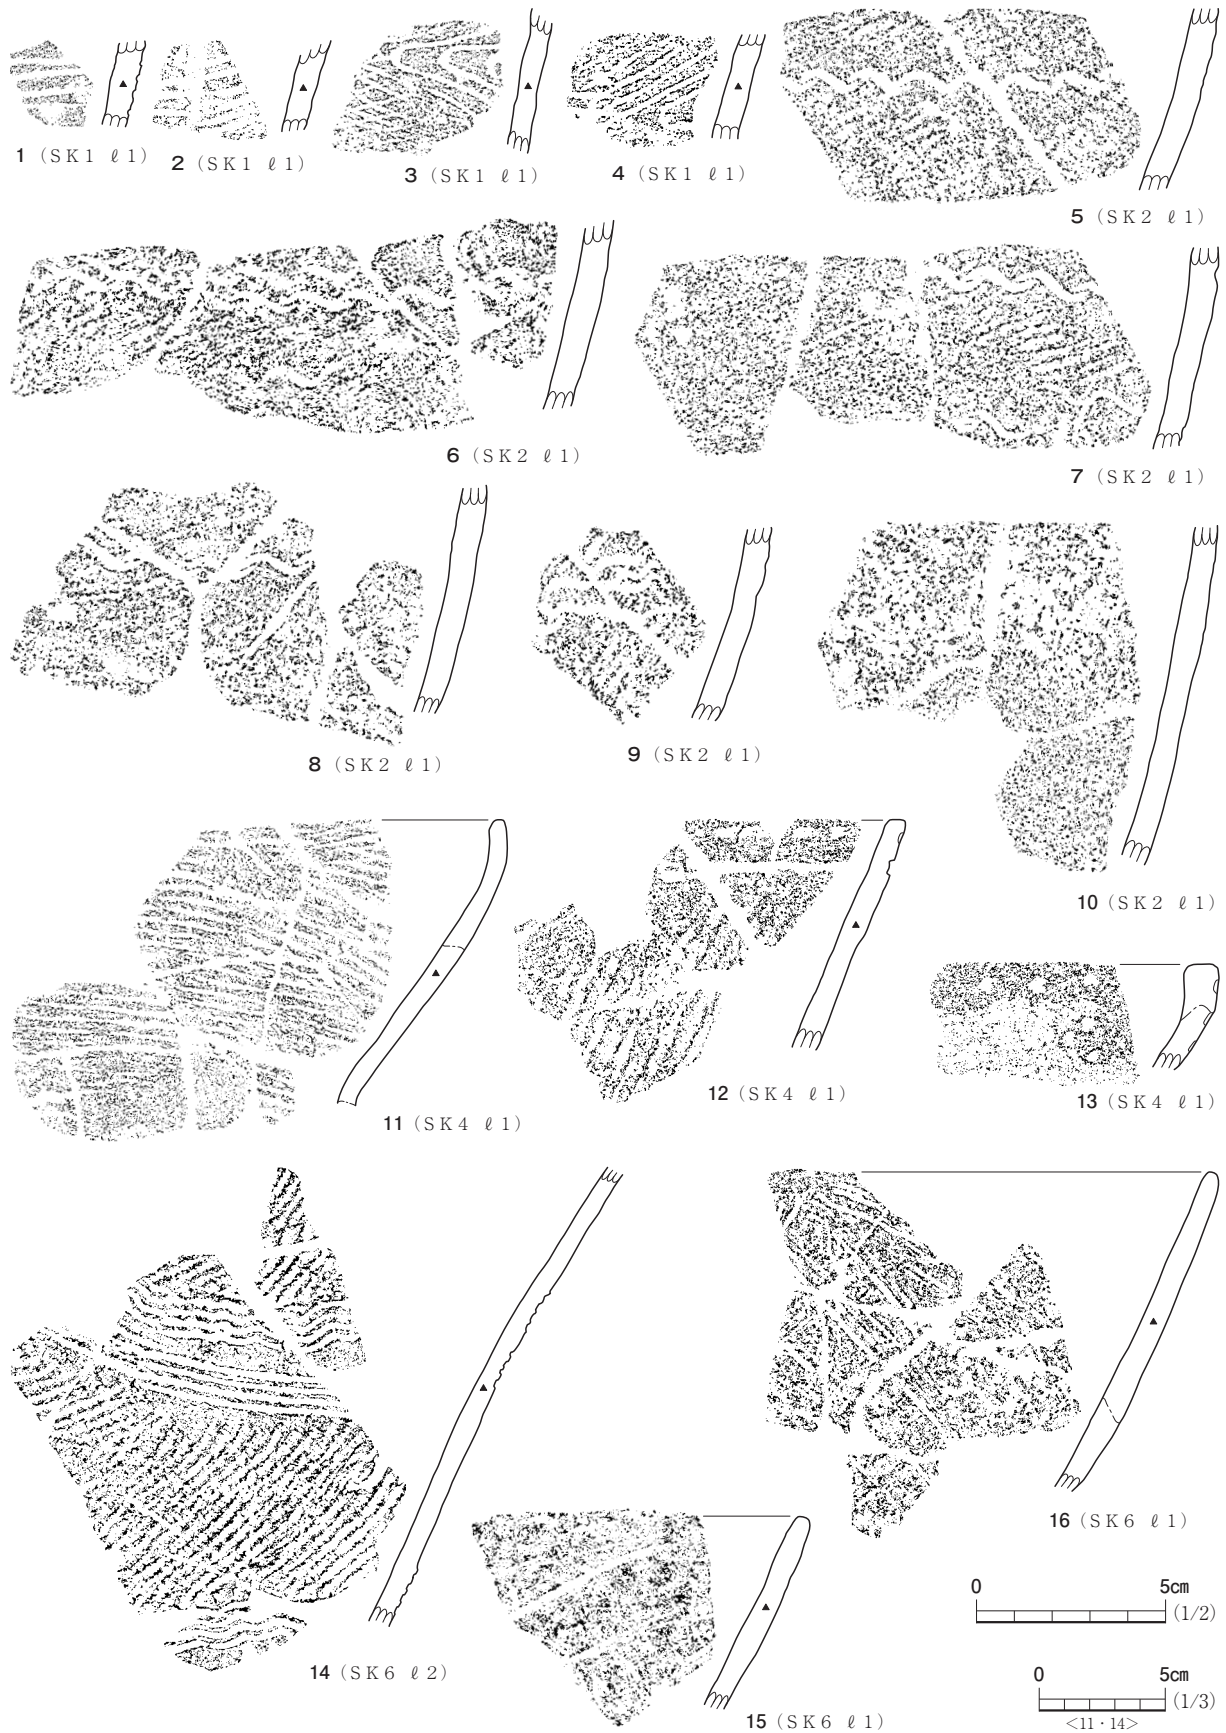 1 (SK1 ℓ1)
2 (SK1 ℓ1)
3 (SK1 ℓ1)
4 (SK1 ℓ1)
5 (SK2 ℓ1)
6 (SK2 ℓ1)
7 (SK2 ℓ1)
8 (SK2 ℓ1)
9 (SK2 ℓ1)
10 (SK2 ℓ1)
11 (SK4 ℓ1)
12 (SK4 ℓ1)
13 (SK4 ℓ1)
14 (SK6 ℓ2)
15 (SK6 ℓ1)
16 (SK6 ℓ1)
0 5cm
(1/2)
0 5cm
(1/3)
<11・14>